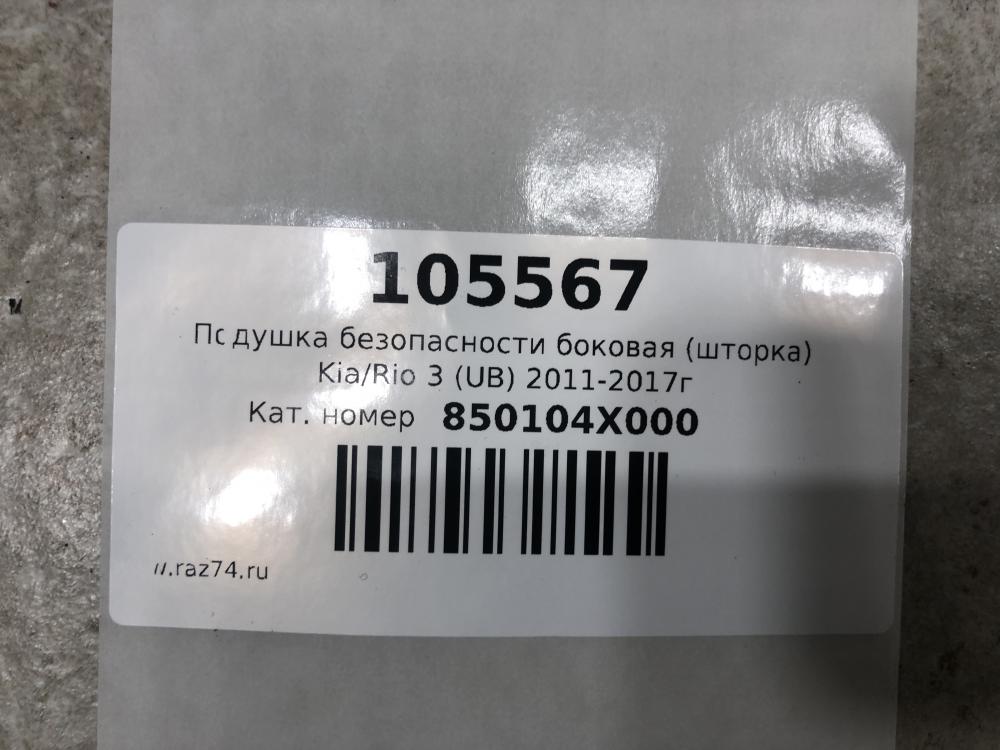 105567
Подушка безопасности боковая (шторка)
Kia/Rio 3 (UB) 2011-2017г
Кат. номер 850104X000
.raz74.ru